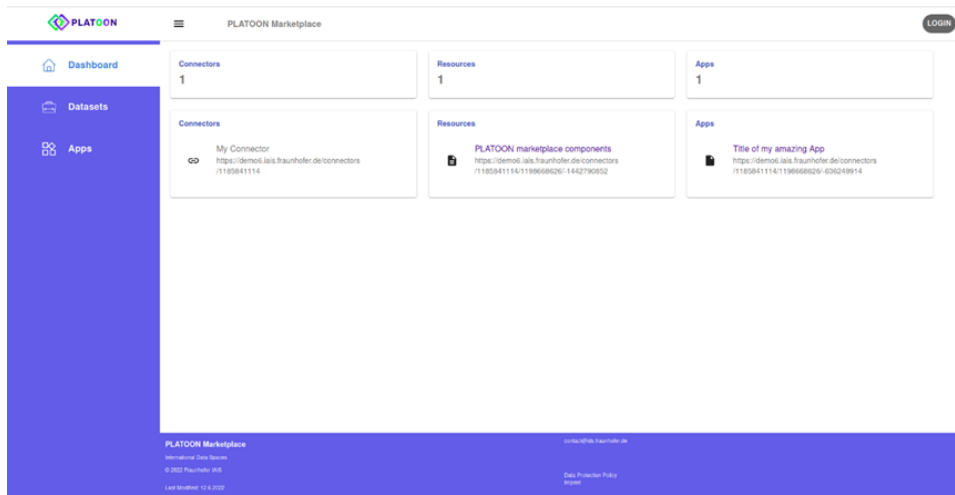 PLATOON
PLATOON Marketplace
LOGIN
Dashboard
Datasets
Apps
Connectors
1
Resources
1
Apps
1
Connectors
My Connector
https://demo6.iais.fraunhofer.de/connectors
/1185841114
Resources
PLATOON marketplace components
https://demo6.iais.fraunhofer.de/connectors
/1185841114/1198668626/-1442790852
Apps
Title of my amazing App
https://demo6.iais.fraunhofer.de/connectors
/1185841114/1198668626/-636249914
PLATOON Marketplace
International Data Spaces
© 2022 Fraunhofer IAIS
Last Modified: 12.6.2022
contact@ids.fraunhofer.de
Data Protection Policy
Imprint